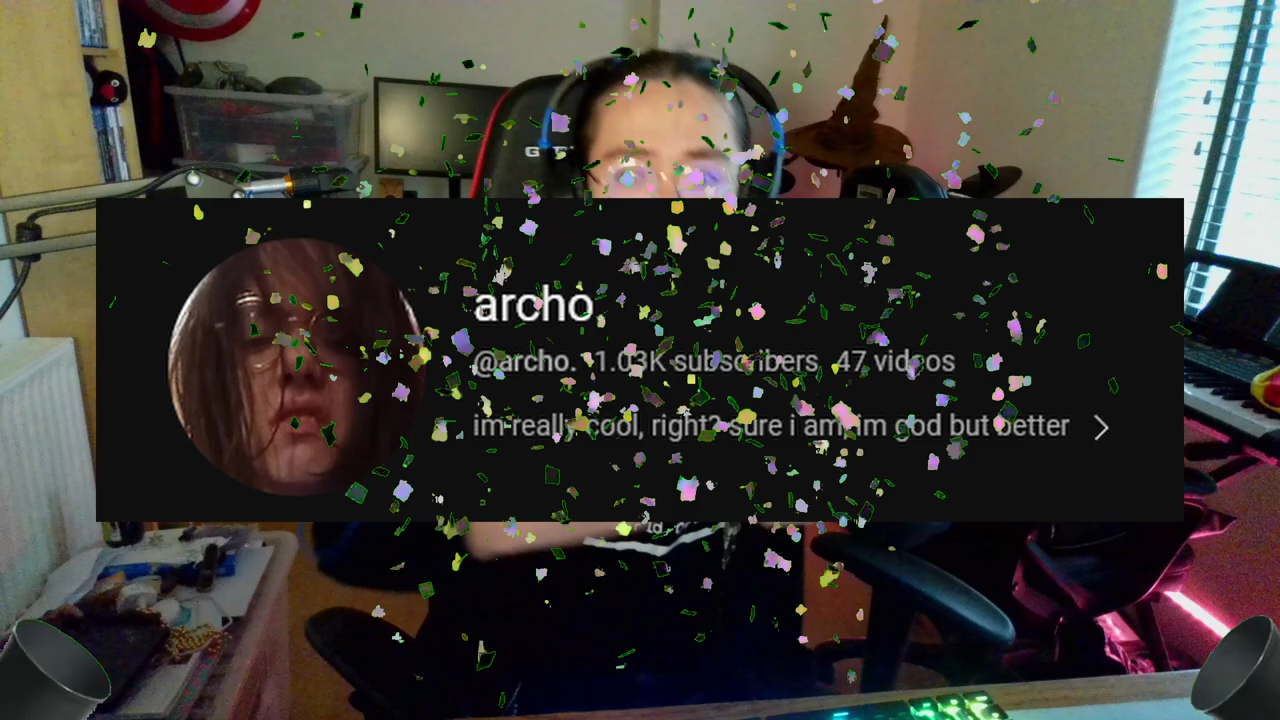 archo
@archo. 1.03K subscribers 47 videos
im really cool, right? sure i am im god but better